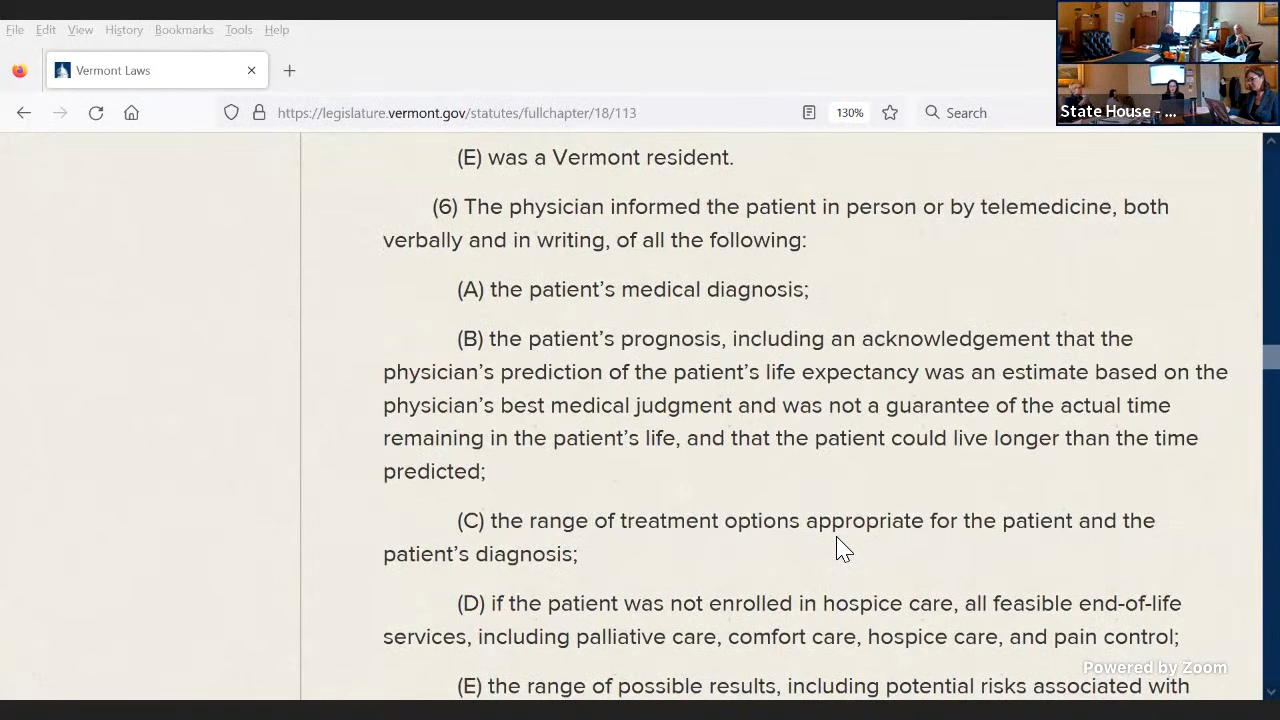 File Edit View History Bookmarks Tools Help
Vermont Laws
https://legislature.vermont.gov/statutes/fullchapter/18/113
130%
Search
State House - ...
(E) was a Vermont resident.
(6) The physician informed the patient in person or by telemedicine, both
verbally and in writing, of all the following:
(A) the patient’s medical diagnosis;
(B) the patient’s prognosis, including an acknowledgement that the
physician’s prediction of the patient’s life expectancy was an estimate based on the
physician’s best medical judgment and was not a guarantee of the actual time
remaining in the patient’s life, and that the patient could live longer than the time
predicted;
(C) the range of treatment options appropriate for the patient and the
patient’s diagnosis;
(D) if the patient was not enrolled in hospice care, all feasible end-of-life
services, including palliative care, comfort care, hospice care, and pain control;
Powered by Zoom
(E) the range of possible results, including potential risks associated with